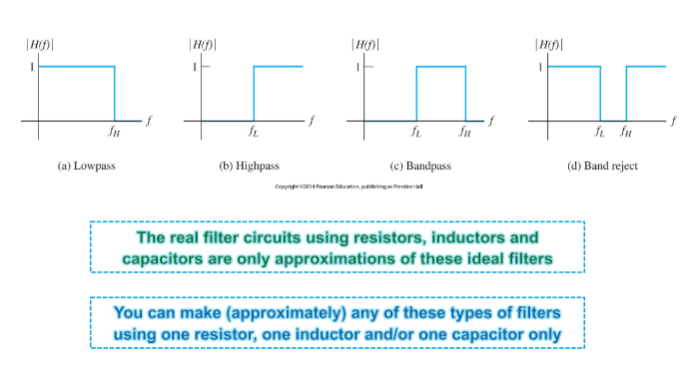 |H(f)| |H(f)| |H(f)| |H(f)|
1 1 1 1
f_H f f_L f f_L f_H f f_L f_H f
(a) Lowpass (b) Highpass (c) Bandpass (d) Band reject
Copyright ©2014 Pearson Education, publishing as Prentice Hall
The real filter circuits using resistors, inductors and
capacitors are only approximations of these ideal filters
You can make (approximately) any of these types of filters
using one resistor, one inductor and/or one capacitor only